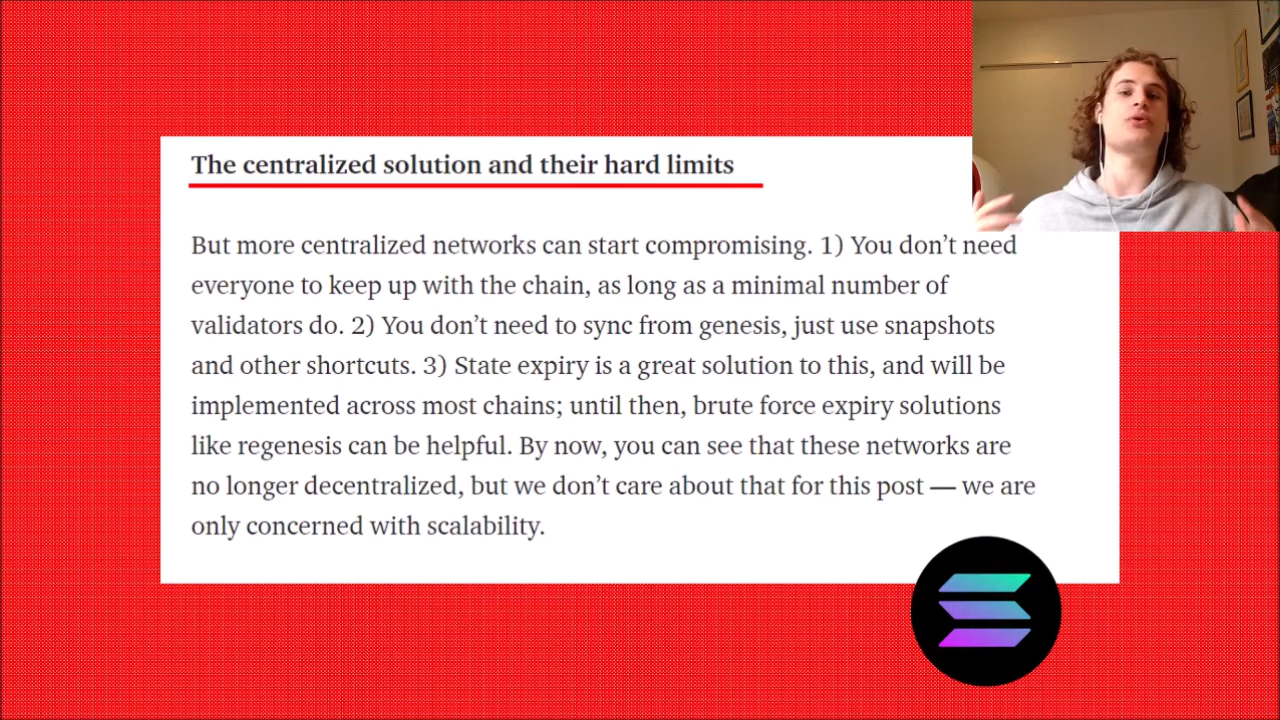 The centralized solution and their hard limits
But more centralized networks can start compromising. 1) You don’t need
everyone to keep up with the chain, as long as a minimal number of
validators do. 2) You don’t need to sync from genesis, just use snapshots
and other shortcuts. 3) State expiry is a great solution to this, and will be
implemented across most chains; until then, brute force expiry solutions
like regenesis can be helpful. By now, you can see that these networks are
no longer decentralized, but we don’t care about that for this post — we are
only concerned with scalability.